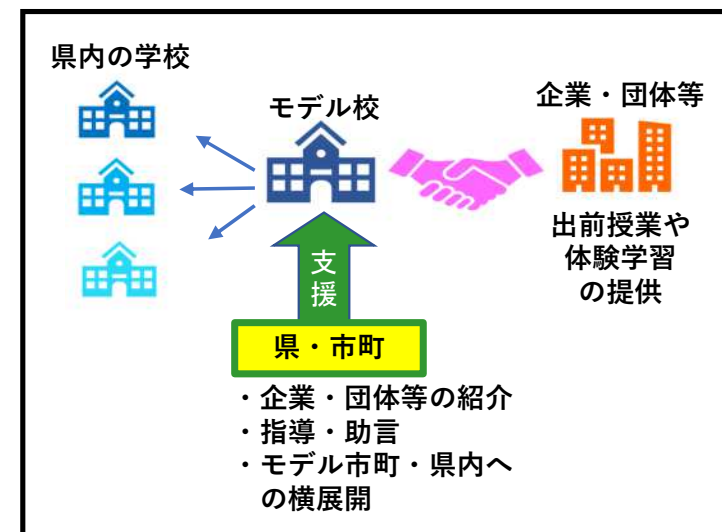 県内の学校
モデル校
企業・団体等
出前授業や
体験学習
の提供
支
援
県・市町
・企業・団体等の紹介
・指導・助言
・モデル市町・県内へ
の横展開